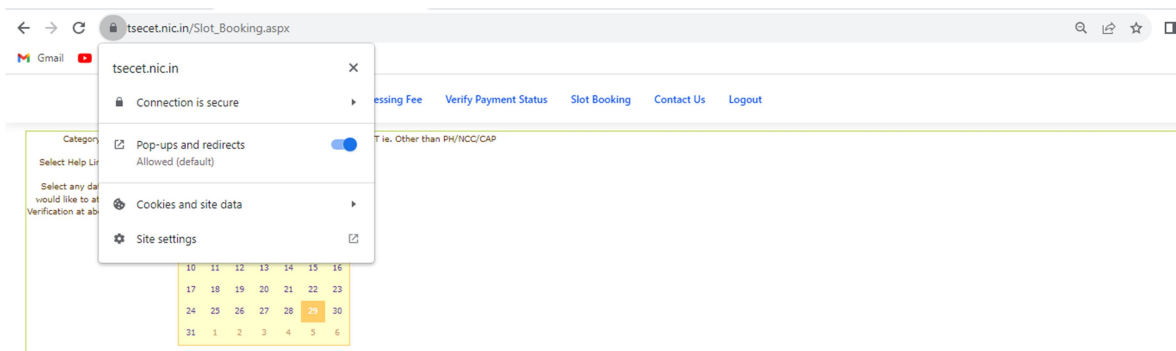 tsecet.nic.in/Slot_Booking.aspx
Gmail
tsecet.nic.in
Connection is secure
Pop-ups and redirects
Allowed (default)
Cookies and site data
Site settings
essing Fee Verify Payment Status Slot Booking Contact Us Logout
Category T ie. Other than PH/NCC/CAP
Select Help Lin
Select any da
would like to at
Verification at ab
10 11 12 13 14 15 16
17 18 19 20 21 22 23
24 25 26 27 28 29 30
31 1 2 3 4 5 6